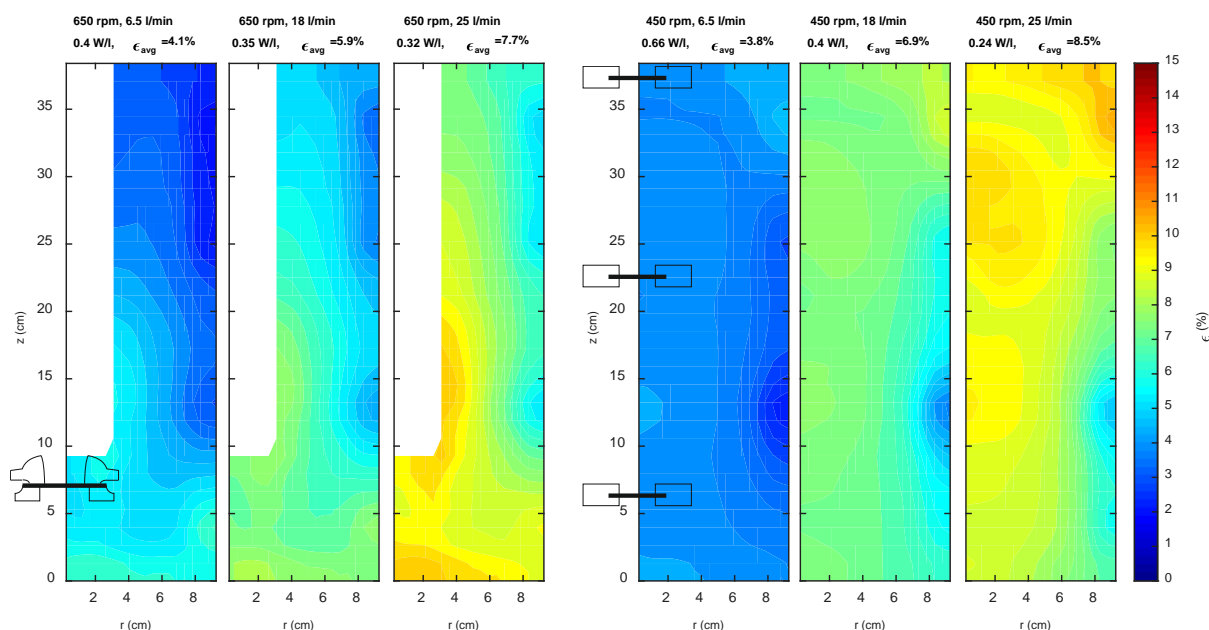 650 rpm, 6.5 l/min
0.4 W/l, ϵavg =4.1%
650 rpm, 18 l/min
0.35 W/l, ϵavg =5.9%
650 rpm, 25 l/min
0.32 W/l, ϵavg =7.7%
450 rpm, 6.5 l/min
0.66 W/l, ϵavg =3.8%
450 rpm, 18 l/min
0.4 W/l, ϵavg =6.9%
450 rpm, 25 l/min
0.24 W/l, ϵavg =8.5%
35
30
25
20
15
10
5
0
z (cm)
2 4 6 8
r (cm)
2 4 6 8
r (cm)
2 4 6 8
r (cm)
35
30
25
20
15
10
5
0
z (cm)
2 4 6 8
r (cm)
2 4 6 8
r (cm)
2 4 6 8
r (cm)
15
14
13
12
11
10
9
8
7
6
5
4
3
2
1
0
ϵ (%)